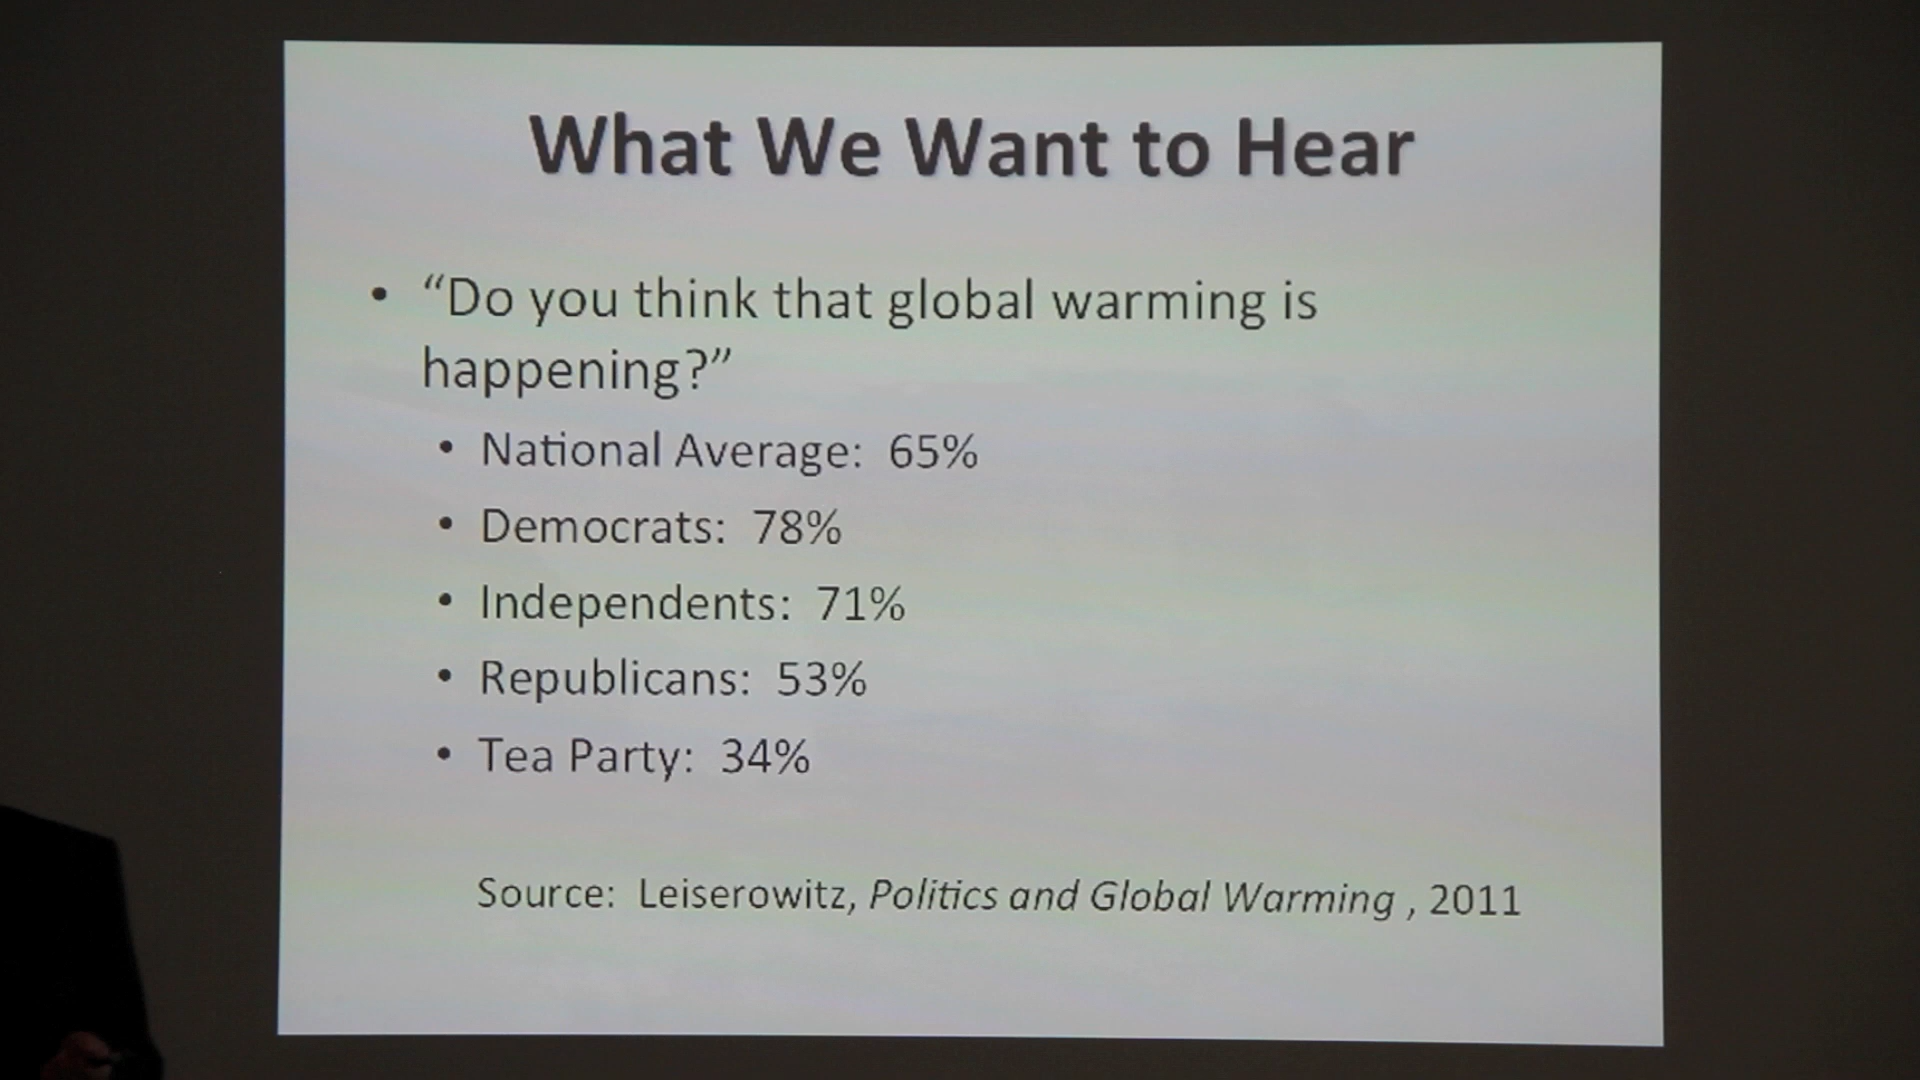 What We Want to Hear
• “Do you think that global warming is
happening?”
• National Average: 65%
• Democrats: 78%
• Independents: 71%
• Republicans: 53%
• Tea Party: 34%
Source: Leiserowitz, Politics and Global Warming , 2011